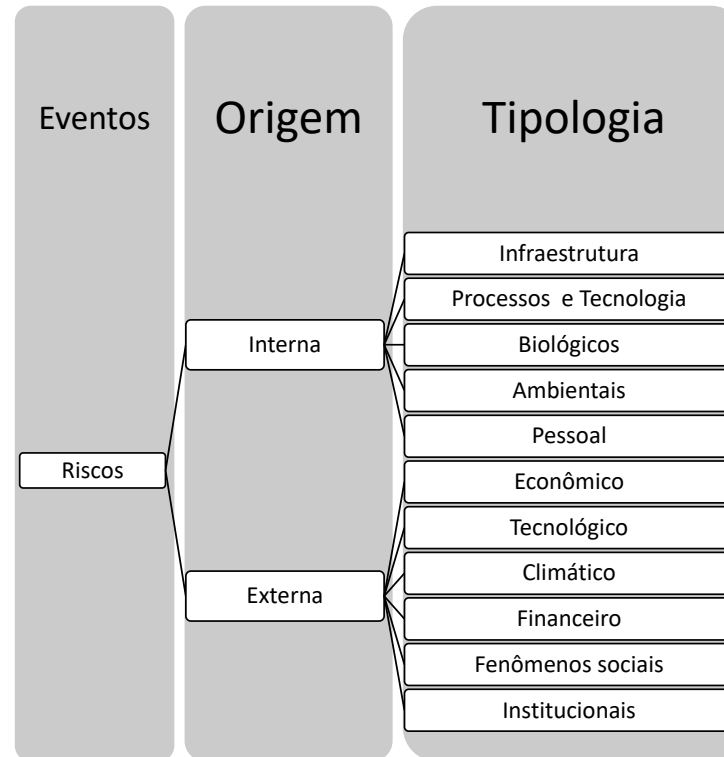 Eventos
Origem
Tipologia
Infraestrutura
Processos e Tecnologia
Interna
Biológicos
Ambientais
Pessoal
Riscos
Econômico
Tecnológico
Climático
Externa
Financeiro
Fenômenos sociais
Institucionais